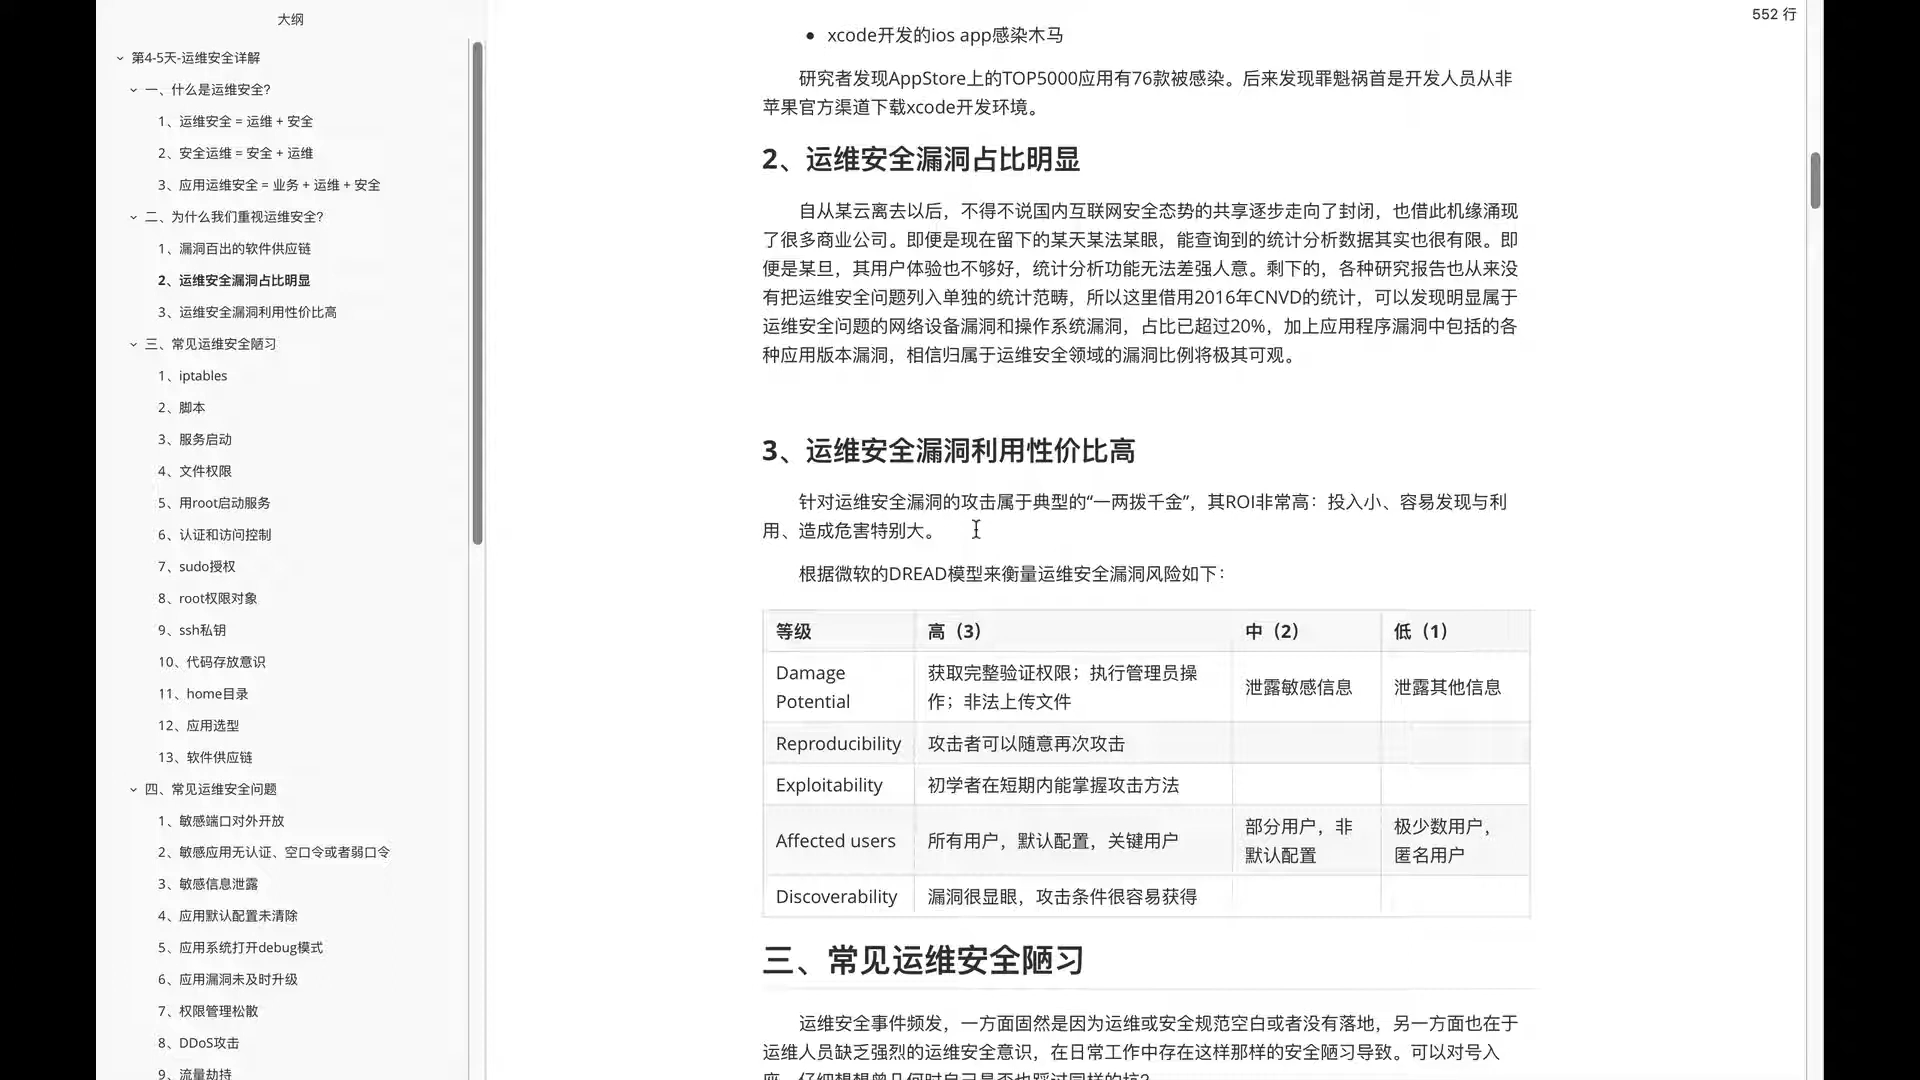 大纲
第4-5天-运维安全详解
一、什么是运维安全?
1、运维安全 = 运维 + 安全
2、安全运维 = 安全 + 运维
3、应用运维安全 = 业务 + 运维 + 安全
二、为什么我们重视运维安全?
1、漏洞百出的软件供应链
2、运维安全漏洞占比明显
3、运维安全漏洞利用性价比高
三、常见运维安全陋习
1、iptables
2、脚本
3、服务启动
4、文件权限
5、用root启动服务
6、认证和访问控制
7、sudo授权
8、root权限对象
9、ssh私钥
10、代码存放意识
11、home目录
12、应用选型
13、软件供应链
四、常见运维安全问题
1、敏感端口对外开放
2、敏感应用无认证、空口令或者弱口令
3、敏感信息泄露
4、应用默认配置未清除
5、应用系统打开debug模式
6、应用漏洞未及时升级
7、权限管理松散
8、DDoS攻击
9、流量劫持
552 行
• xcode开发的ios app感染木马
研究者发现AppStore上的TOP5000应用有76款被感染。后来发现罪魁祸首是开发人员从非
苹果官方渠道下载xcode开发环境。
2、运维安全漏洞占比明显
自从某云离去以后，不得不说国内互联网安全态势的共享逐步走向了封闭，也借此机缘涌现
了很多商业公司。即便是现在留下的某天某法某眼，能查询到的统计分析数据其实也很有限。即
便是某旦，其用户体验也不够好，统计分析功能无法差强人意。剩下的，各种研究报告也从来没
有把运维安全问题列入单独的统计范畴，所以这里借用2016年CNVD的统计，可以发现明显属于
运维安全问题的网络设备漏洞和操作系统漏洞，占比已超过20%，加上应用程序漏洞中包括的各
种应用版本漏洞，相信归属于运维安全领域的漏洞比例将极其可观。
3、运维安全漏洞利用性价比高
针对运维安全漏洞的攻击属于典型的“一两拨千金”，其ROI非常高：投入小、容易发现与利
用、造成危害特别大。
根据微软的DREAD模型来衡量运维安全漏洞风险如下：
等级 高（3） 中（2） 低（1）
Damage Potential 获取完整验证权限；执行管理员操作；非法上传文件 泄露敏感信息 泄露其他信息
Reproducibility 攻击者可以随意再次攻击
Exploitability 初学者在短期内能掌握攻击方法
Affected users 所有用户，默认配置，关键用户 部分用户，非默认配置 极少数用户，匿名用户
Discoverability 漏洞很显眼，攻击条件很容易获得
三、常见运维安全陋习
运维安全事件频发，一方面固然是因为运维或安全规范空白或者没有落地，另一方面也在于
运维人员缺乏强烈的运维安全意识，在日常工作中存在这样那样的安全陋习导致。可以对号入
座，仔细想想曾几何时自己是否也踩过同样的坑？